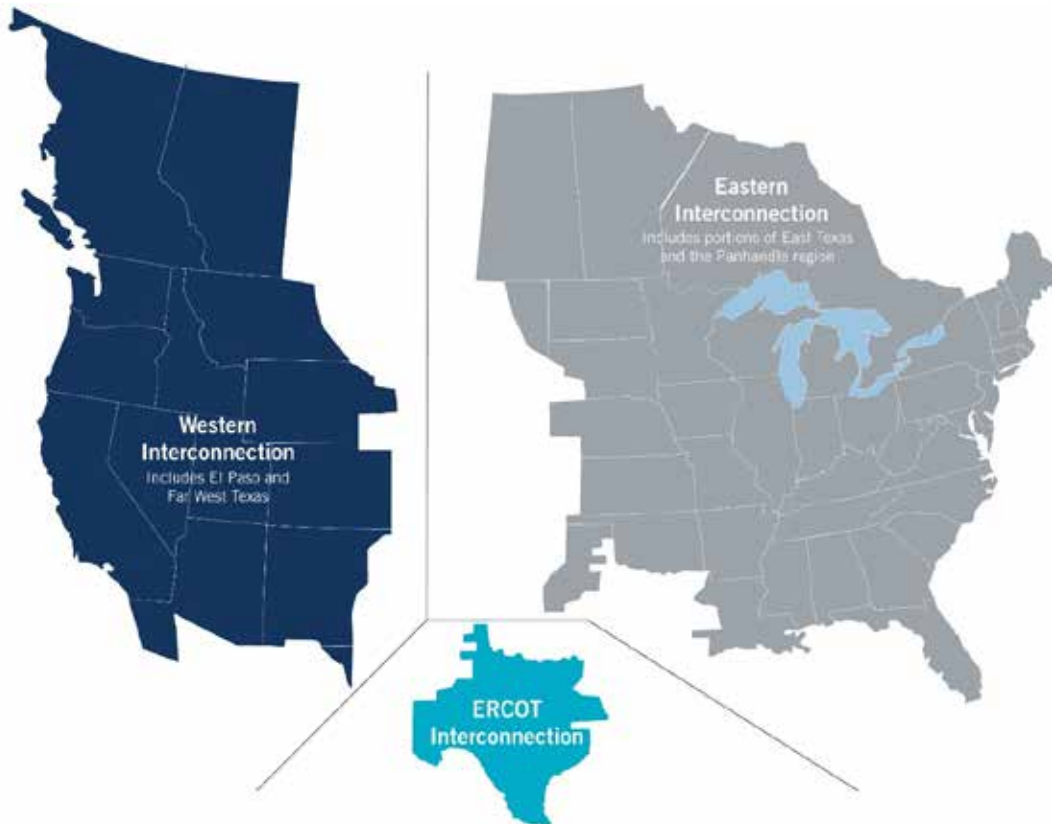 Eastern
Interconnection
Includes portions of East Texas
and the Panhandle region
Western
Interconnection
Includes El Paso and
Far West Texas
ERCOT
Interconnection